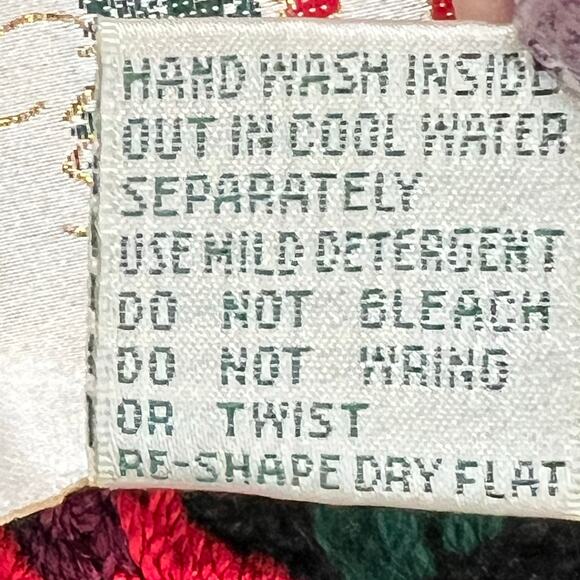 HAND WASH INSIDE
OUT IN COOL WATER
SEPARATELY
USE MILD DETERGENT
DO NOT BLEACH
DO NOT WRING
OR TWIST
RE-SHAPE DRY FLAT